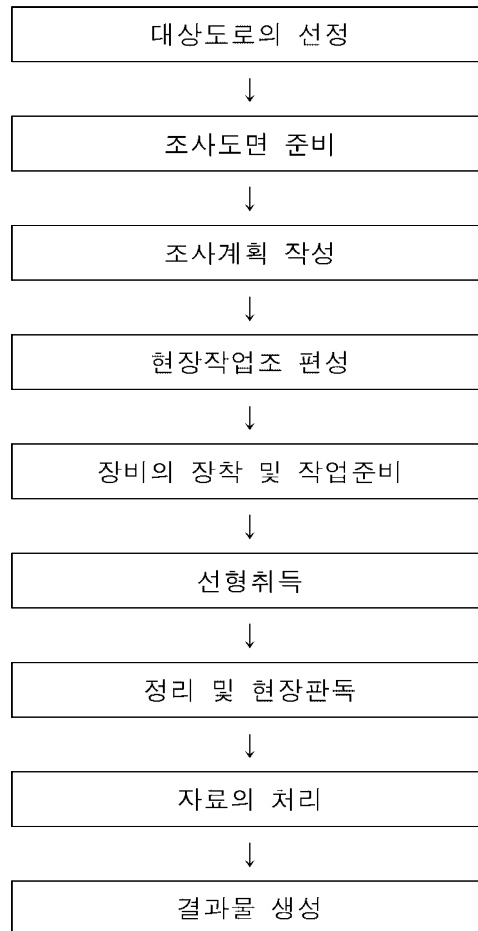 대상도로의 선정
↓
조사도면 준비
↓
조사계획 작성
↓
현장작업조 편성
↓
장비의 장착 및 작업준비
↓
선형취득
↓
정리 및 현장판독
↓
자료의 처리
↓
결과물 생성